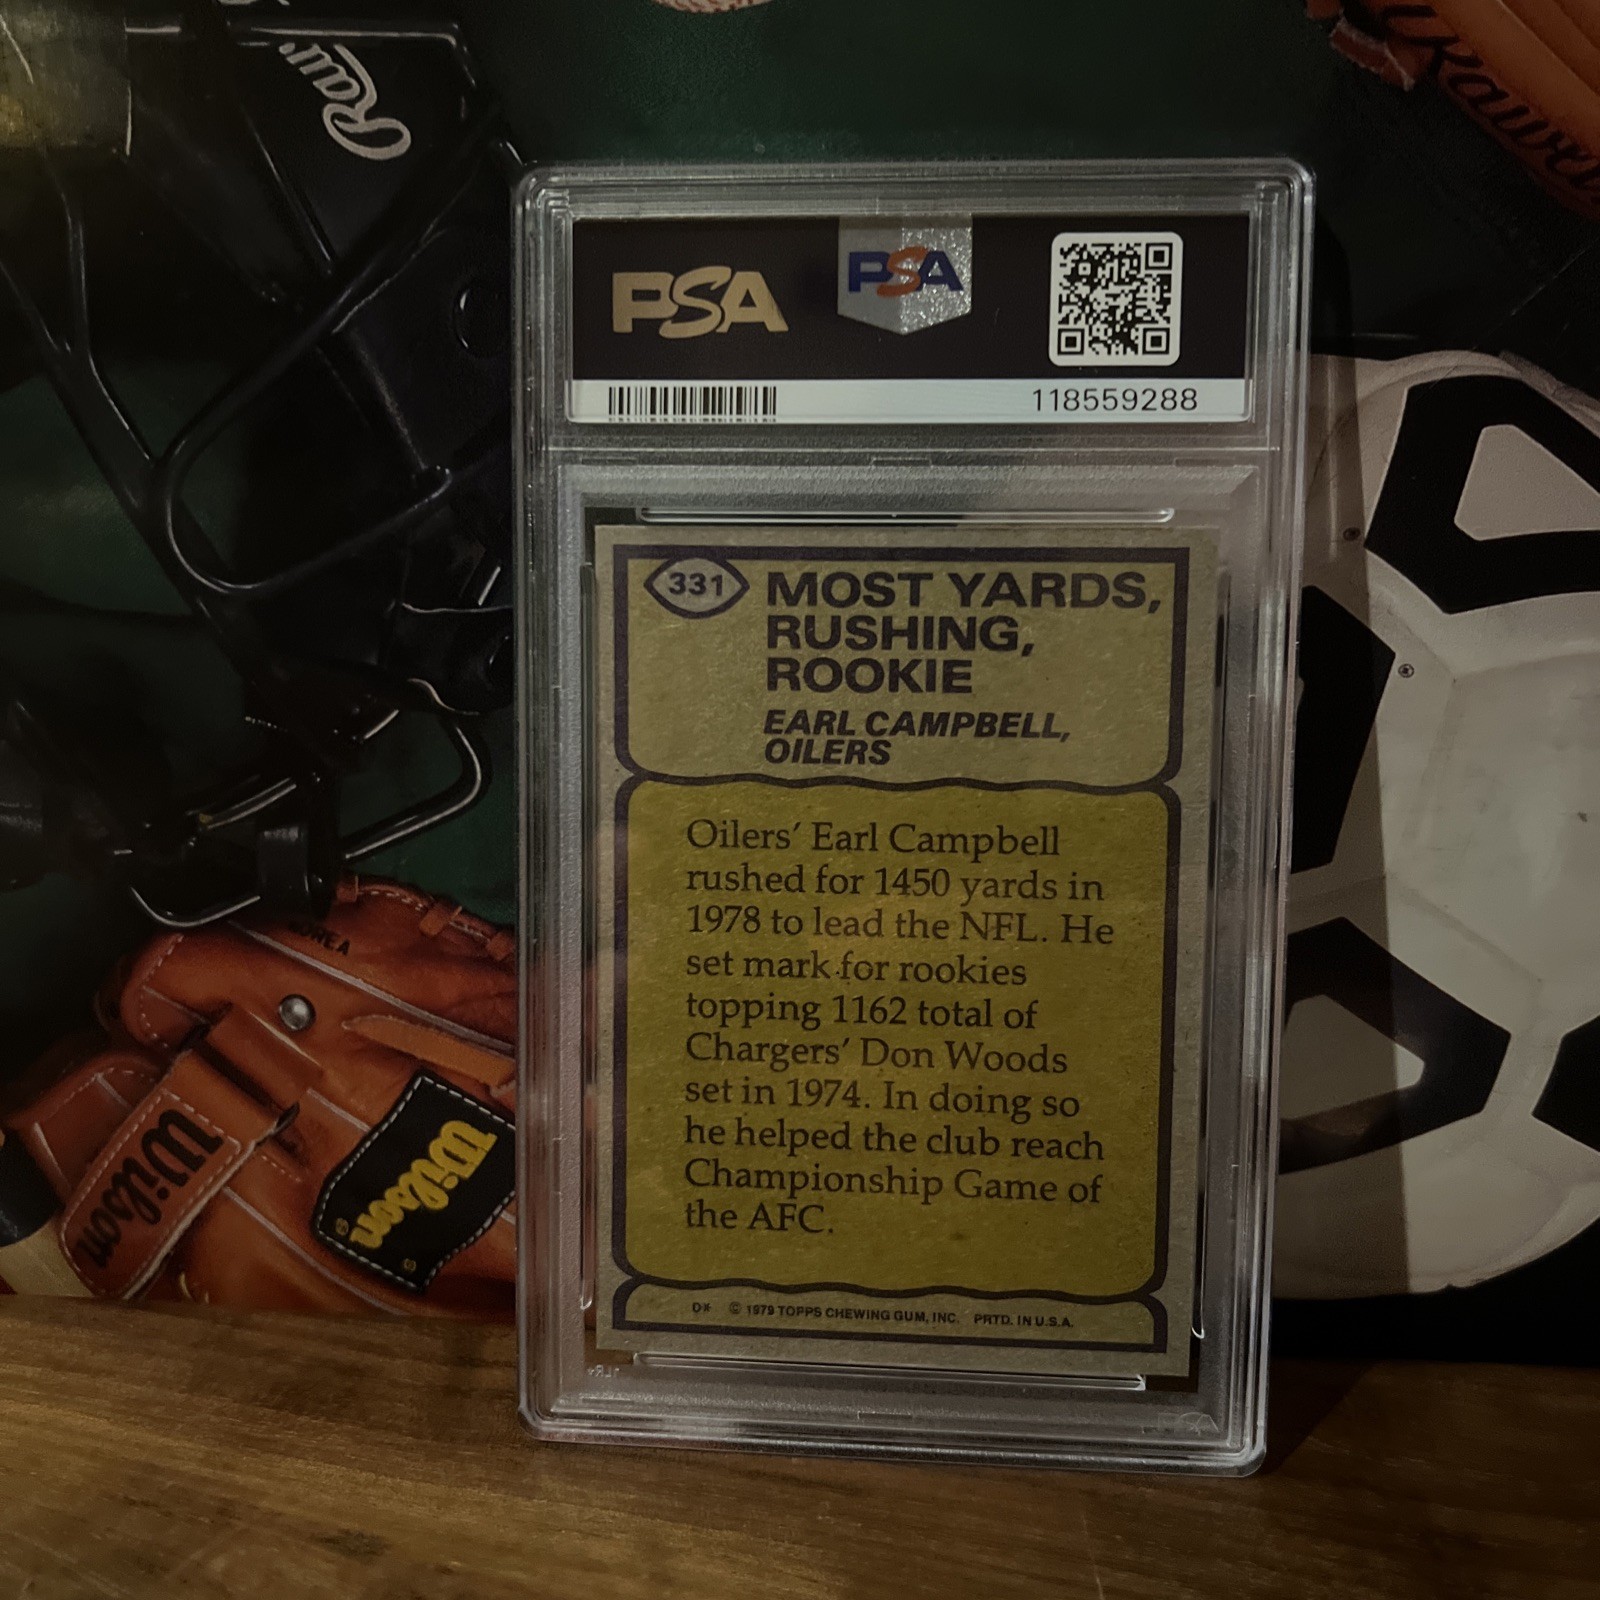 PSA
PSA
118559288
331
MOST YARDS,
RUSHING,
ROOKIE
EARL CAMPBELL,
OILERS
Oilers' Earl Campbell
rushed for 1450 yards in
1978 to lead the NFL. He
set mark for rookies
topping 1162 total of
Chargers' Don Woods
set in 1974. In doing so
he helped the club reach
Championship Game of
the AFC.
D* © 1979 TOPPS CHEWING GUM, INC. PRTD. IN U.S.A.
Wilson
Wilson